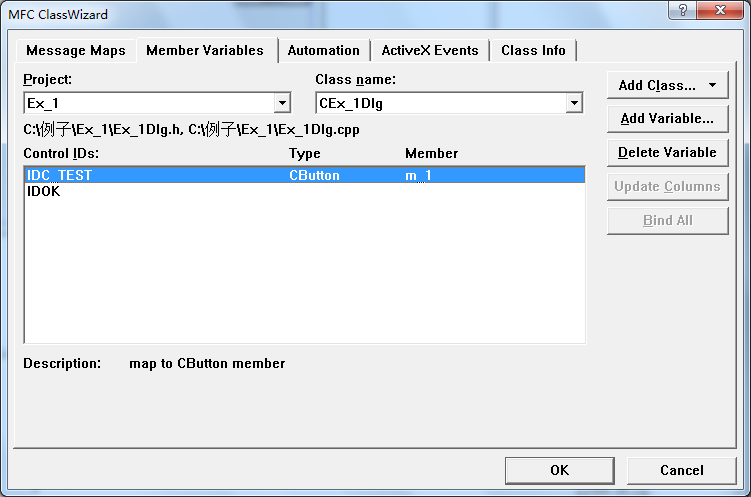 MFC ClassWizard
Message Maps Member Variables Automation ActiveX Events Class Info
Project: Class name:
Ex_1 CEx_1Dlg
Add Class...
C:\例子\Ex_1\Ex_1Dlg.h, C:\例子\Ex_1\Ex_1Dlg.cpp
Add Variable...
Control IDs: Type Member
Delete Variable
IDC_TEST CButton m_1
Update Columns
IDOK
Bind All
Description: map to CButton member
OK Cancel